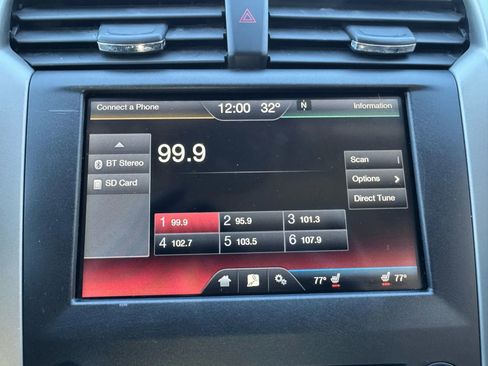 Connect a Phone 12:00 32° N Information
BT Stereo
SD Card
99.9
Scan
Options
Direct Tune
1 99.9 2 95.9 3 101.3
4 102.7 5 103.5 6 107.9
77° 77°